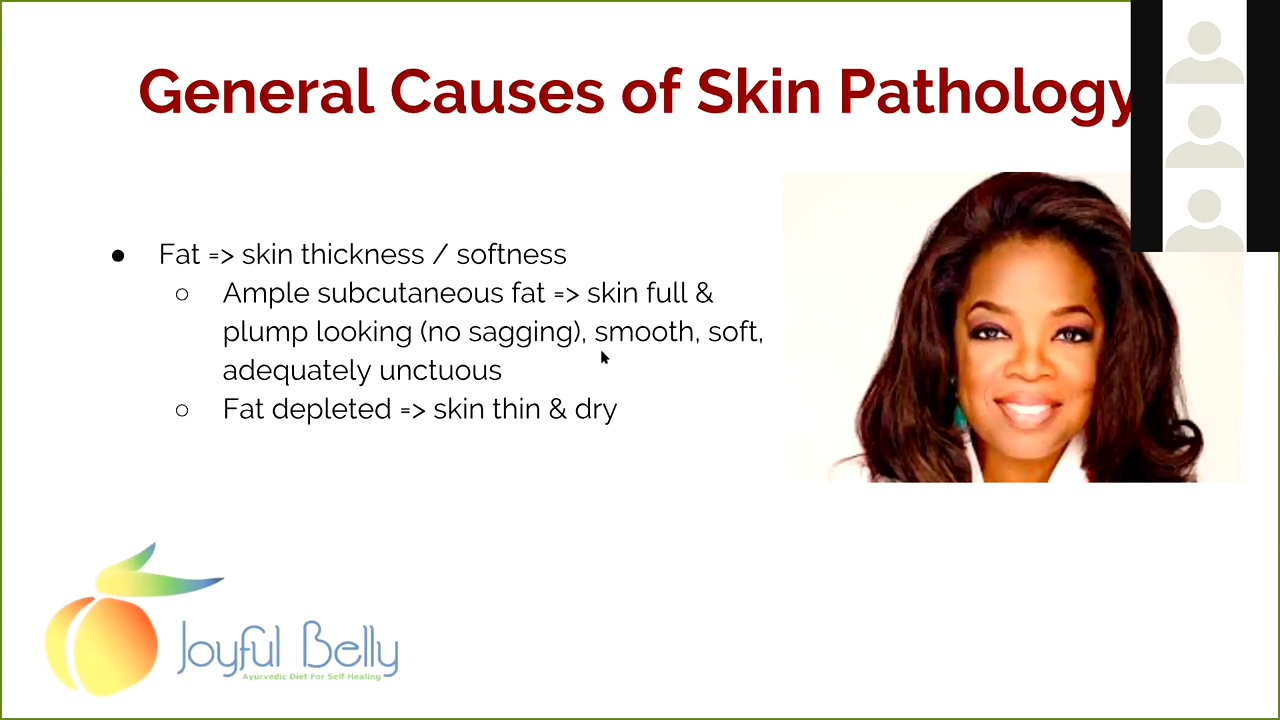 General Causes of Skin Pathology
● Fat => skin thickness / softness
○ Ample subcutaneous fat => skin full &
plump looking (no sagging), smooth, soft,
adequately unctuous
○ Fat depleted => skin thin & dry
Joyful Belly
Ayurvedic Diet For Self Healing